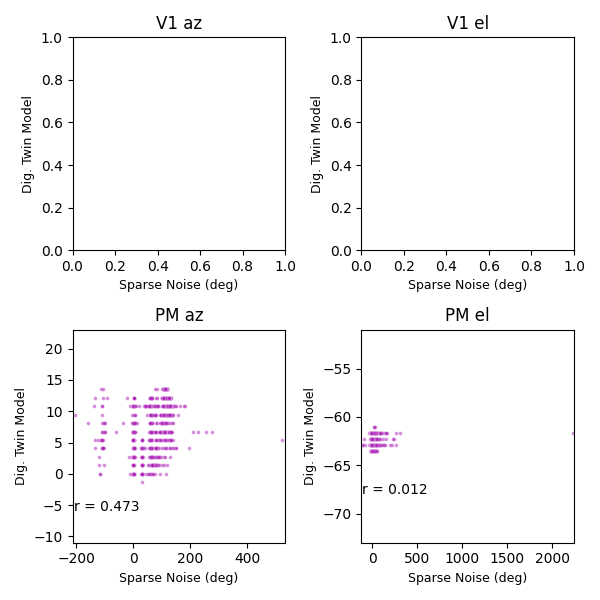 V1 az
V1 el
1.0
0.8
0.6
0.4
0.2
0.0
Dig. Twin Model
0.0 0.2 0.4 0.6 0.8 1.0
Sparse Noise (deg)
1.0
0.8
0.6
0.4
0.2
0.0
Dig. Twin Model
0.0 0.2 0.4 0.6 0.8 1.0
Sparse Noise (deg)
PM az
20
15
10
5
0
−5
−10
Dig. Twin Model
r = 0.473
−200 0 200 400
Sparse Noise (deg)
PM el
−55
−60
−65
−70
Dig. Twin Model
r = 0.012
0 500 1000 1500 2000
Sparse Noise (deg)